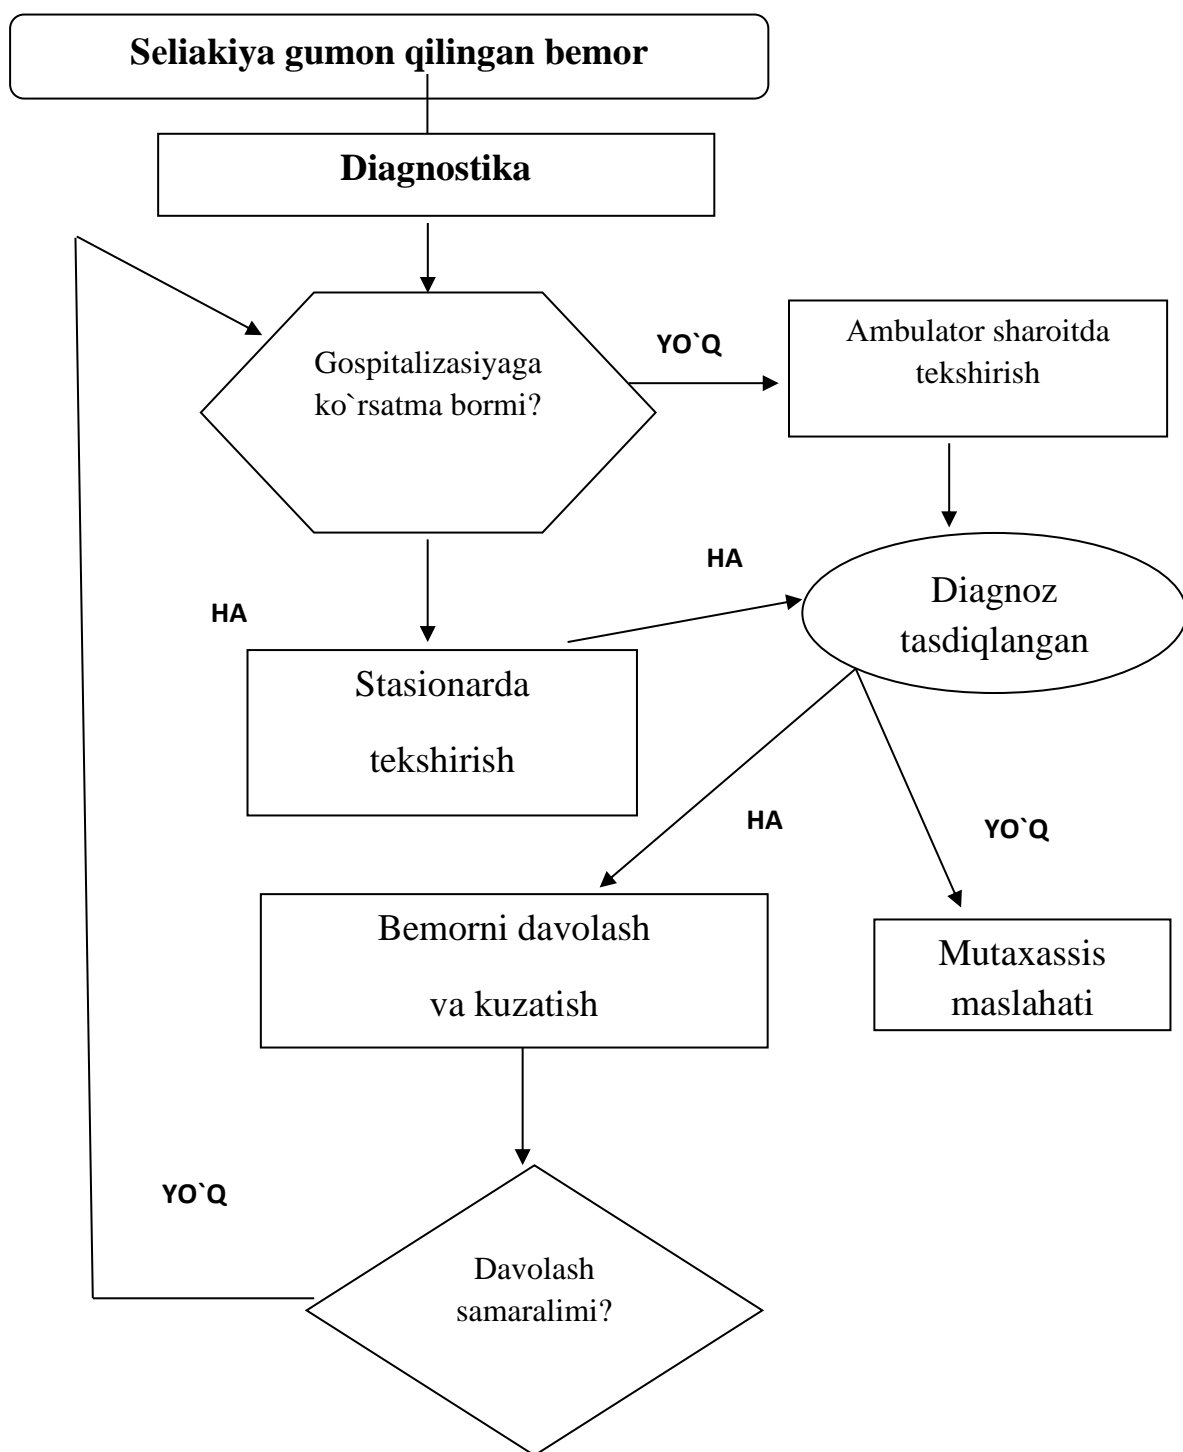 Seliakiya gumon qilingan bemor
Diagnostika
Gospitalizasiyaga
ko`rsatma bormi?
YO`Q
Ambulator sharoitda
tekshirish
HA
HA
Diagnoz
tasdiqlangan
Stasionarda
tekshirish
HA
YO`Q
Bemorni davolash
va kuzatish
Mutaxassis
maslahati
YO`Q
Davolash
samaralimi?